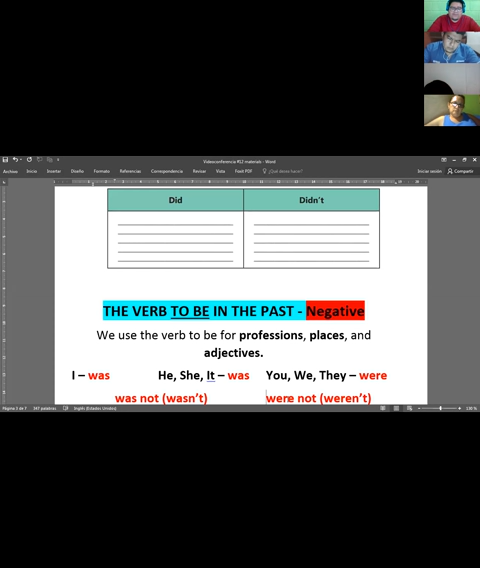 Videoconferencia #12 materials - Word
Archivo Inicio Insertar Diseño Formato Referencias Correspondencia Revisar Vista Foxit PDF ¿Qué desea hacer? Iniciar sesión Compartir
Did Didn't
THE VERB TO BE IN THE PAST - Negative
We use the verb to be for professions, places, and
adjectives.
I – was He, She, It – was You, We, They – were
was not (wasn't) were not (weren't)
Página 5 de 7 347 palabras Inglés (Estados Unidos)